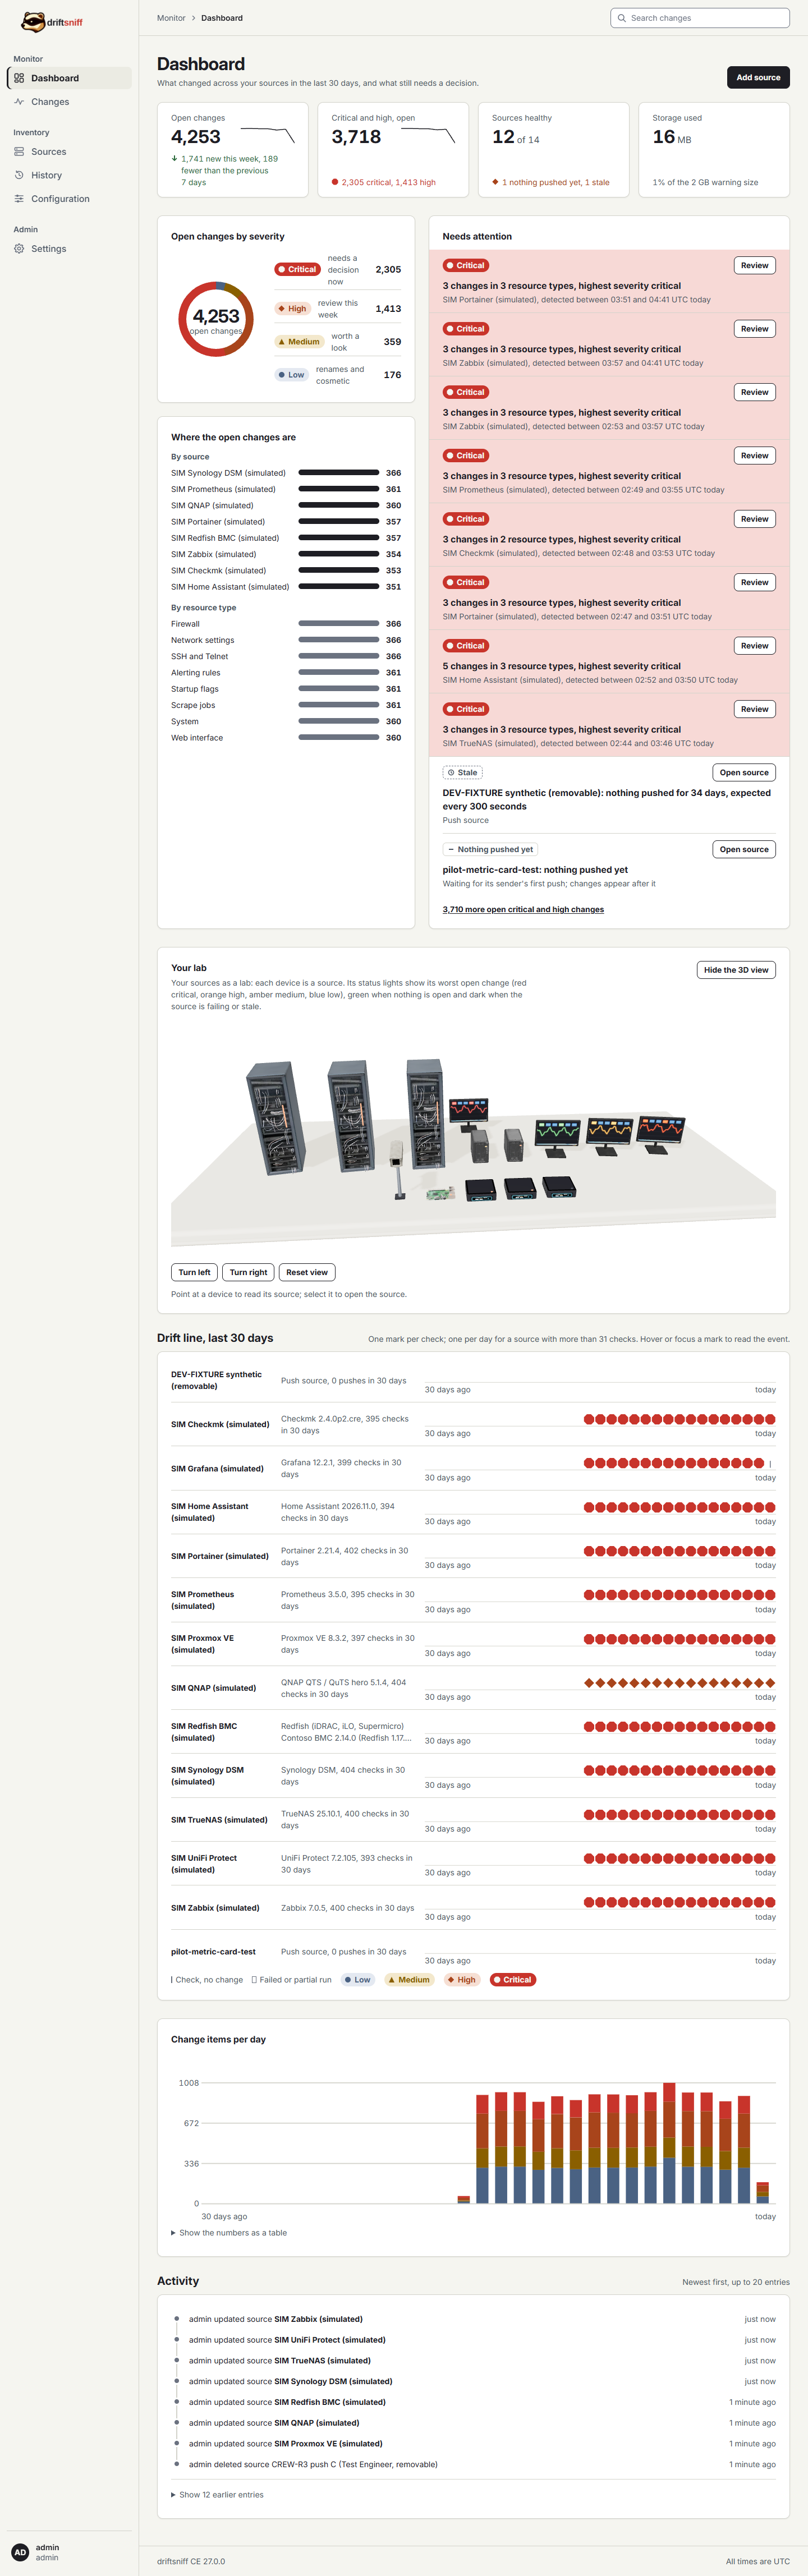 driftsniff
Monitor
Dashboard
Changes
Inventory
Sources
History
Configuration
Admin
Settings
Monitor > Dashboard
Search changes
Dashboard
What changed across your sources in the last 30 days, and what still needs a decision.
Add source
Open changes
4,253
1,741 new this week, 189
fewer than the previous
7 days
Critical and high, open
3,718
2,305 critical, 1,413 high
Sources healthy
12 of 14
1 nothing pushed yet, 1 stale
Storage used
16 MB
1% of the 2 GB warning size
Open changes by severity
4,253
open changes
Critical
needs a
decision
now
2,305
High
review this
week
1,413
Medium
worth a
look
359
Low
renames and
cosmetic
176
Where the open changes are
By source
SIM Synology DSM (simulated) 366
SIM Prometheus (simulated) 361
SIM QNAP (simulated) 360
SIM Portainer (simulated) 357
SIM Redfish BMC (simulated) 357
SIM Zabbix (simulated) 354
SIM Checkmk (simulated) 353
SIM Home Assistant (simulated) 351
By resource type
Firewall 366
Network settings 366
SSH and Telnet 366
Alerting rules 361
Startup flags 361
Scrape jobs 361
System 360
Web interface 360
Needs attention
Critical Review
3 changes in 3 resource types, highest severity critical
SIM Portainer (simulated), detected between 03:51 and 04:41 UTC today
Critical Review
3 changes in 3 resource types, highest severity critical
SIM Zabbix (simulated), detected between 03:57 and 04:41 UTC today
Critical Review
3 changes in 3 resource types, highest severity critical
SIM Zabbix (simulated), detected between 02:53 and 03:57 UTC today
Critical Review
3 changes in 3 resource types, highest severity critical
SIM Prometheus (simulated), detected between 02:49 and 03:55 UTC today
Critical Review
3 changes in 2 resource types, highest severity critical
SIM Checkmk (simulated), detected between 02:48 and 03:53 UTC today
Critical Review
3 changes in 3 resource types, highest severity critical
SIM Portainer (simulated), detected between 02:47 and 03:51 UTC today
Critical Review
5 changes in 3 resource types, highest severity critical
SIM Home Assistant (simulated), detected between 02:52 and 03:50 UTC today
Critical Review
3 changes in 3 resource types, highest severity critical
SIM TrueNAS (simulated), detected between 02:44 and 03:46 UTC today
Stale Open source
DEV-FIXTURE synthetic (removable): nothing pushed for 34 days, expected
every 300 seconds
Push source
Nothing pushed yet Open source
pilot-metric-card-test: nothing pushed yet
Waiting for its sender's first push; changes appear after it
3,710 more open critical and high changes
Your lab
Hide the 3D view
Your sources as a lab: each device is a source. Its status lights show its worst open change (red
critical, orange high, amber medium, blue low), green when nothing is open and dark when the
source is failing or stale.
Turn left Turn right Reset view
Point at a device to read its source; select it to open the source.
Drift line, last 30 days
One mark per check; one per day for a source with more than 31 checks. Hover or focus a mark to read the event.
DEV-FIXTURE synthetic
(removable)
Push source, 0 pushes in 30 days
30 days ago today
SIM Checkmk (simulated)
Checkmk 2.4.0p2.cre, 395 checks
in 30 days
30 days ago today
SIM Grafana (simulated)
Grafana 12.2.1, 399 checks in 30
days
30 days ago today
SIM Home Assistant
(simulated)
Home Assistant 2026.11.0, 394
checks in 30 days
30 days ago today
SIM Portainer (simulated)
Portainer 2.21.4, 402 checks in 30
days
30 days ago today
SIM Prometheus
(simulated)
Prometheus 3.5.0, 395 checks in 30
days
30 days ago today
SIM Proxmox VE
(simulated)
Proxmox VE 8.3.2, 397 checks in 30
days
30 days ago today
SIM QNAP (simulated)
QNAP QTS / QuTS hero 5.1.4, 404
checks in 30 days
30 days ago today
SIM Redfish BMC
(simulated)
Redfish (iDRAC, iLO, Supermicro)
Contoso BMC 2.14.0 (Redfish 1.17....
30 days ago today
SIM Synology DSM
(simulated)
Synology DSM, 404 checks in 30
days
30 days ago today
SIM TrueNAS (simulated)
TrueNAS 25.10.1, 400 checks in 30
days
30 days ago today
SIM UniFi Protect
(simulated)
UniFi Protect 7.2.105, 393 checks in
30 days
30 days ago today
SIM Zabbix (simulated)
Zabbix 7.0.5, 400 checks in 30 days
30 days ago today
pilot-metric-card-test
Push source, 0 pushes in 30 days
30 days ago today
Check, no change Failed or partial run Low Medium High Critical
Change items per day
1008
672
336
0
30 days ago today
Show the numbers as a table
Activity
Newest first, up to 20 entries
admin updated source SIM Zabbix (simulated) just now
admin updated source SIM UniFi Protect (simulated) just now
admin updated source SIM TrueNAS (simulated) just now
admin updated source SIM Synology DSM (simulated) just now
admin updated source SIM Redfish BMC (simulated) 1 minute ago
admin updated source SIM QNAP (simulated) 1 minute ago
admin updated source SIM Proxmox VE (simulated) 1 minute ago
admin deleted source CREW-R3 push C (Test Engineer, removable) 1 minute ago
Show 12 earlier entries
AD
admin
admin
driftsniff CE 27.0.0
All times are UTC